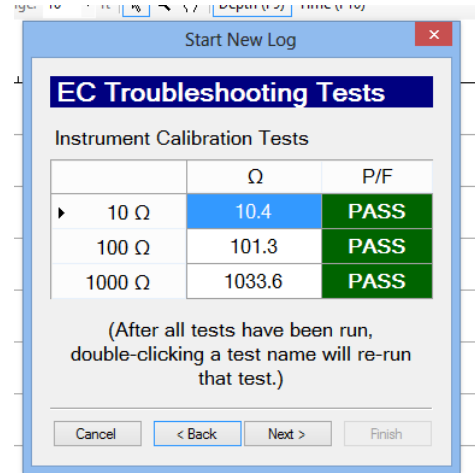 10
ft
Depth (F9)
Start New Log
EC Troubleshooting Tests
Instrument Calibration Tests
Ω P/F
10 Ω 10.4 PASS
100 Ω 101.3 PASS
1000 Ω 1033.6 PASS
(After all tests have been run,
double-clicking a test name will re-run
that test.)
Cancel < Back Next > Finish